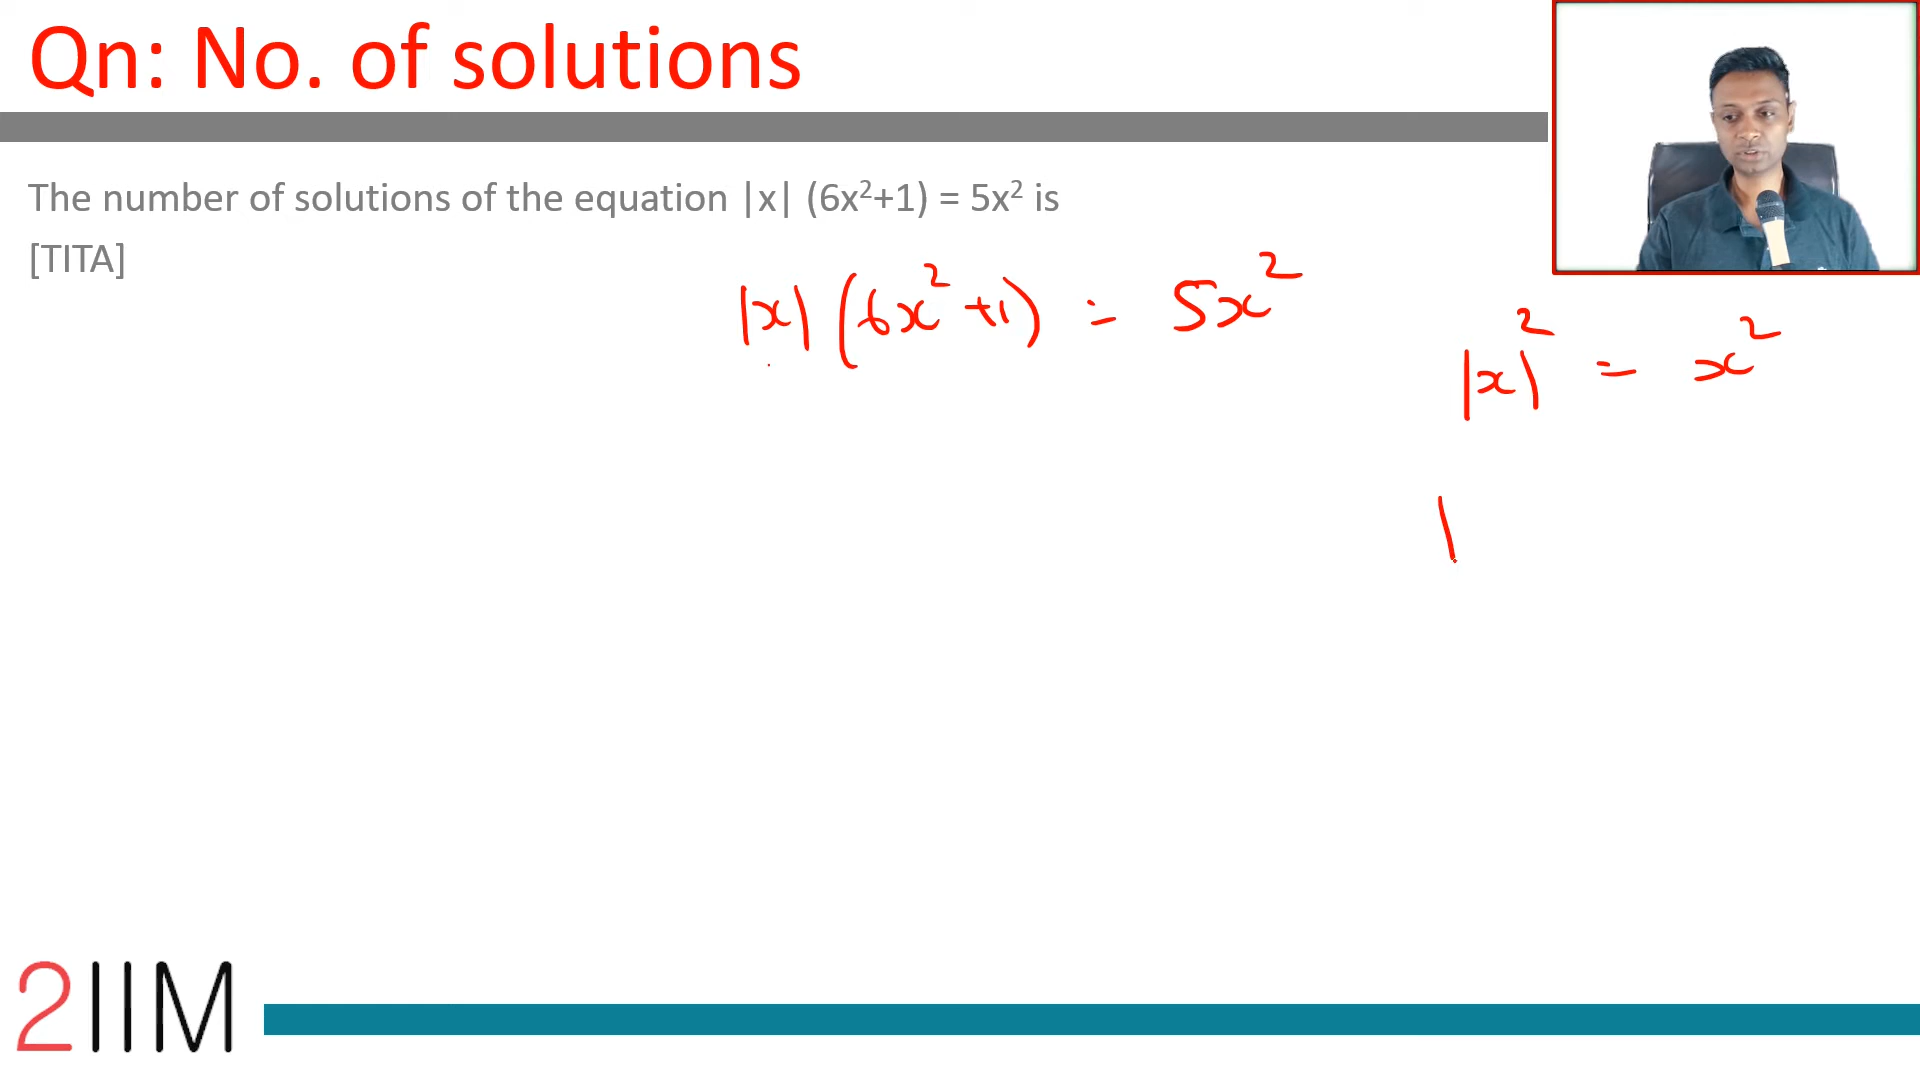 Qn: No. of solutions
The number of solutions of the equation |x| (6x²+1) = 5x² is
[TITA]
|x| (6x² +1) = 5x²
|x|² = x²
|
2IIM